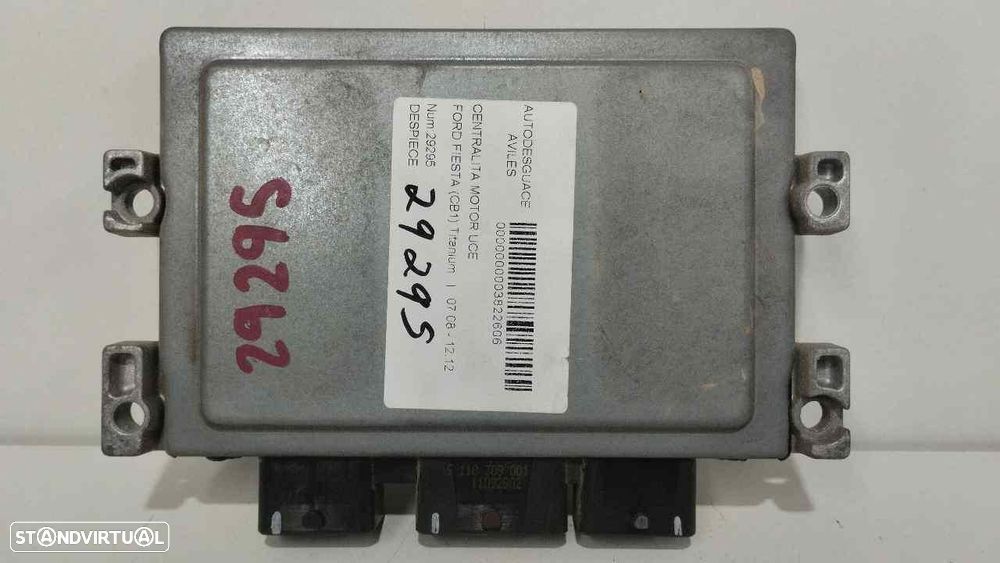 AUTODESGUACE
AVILES
0000000003822606
CENTRALITA MOTOR UCE
FORD FIESTA (CB1) Titanium | 07.08 - 12.12
Num:29295
DESPIECE
29295
29295
11092602
STANDVIRTUAL